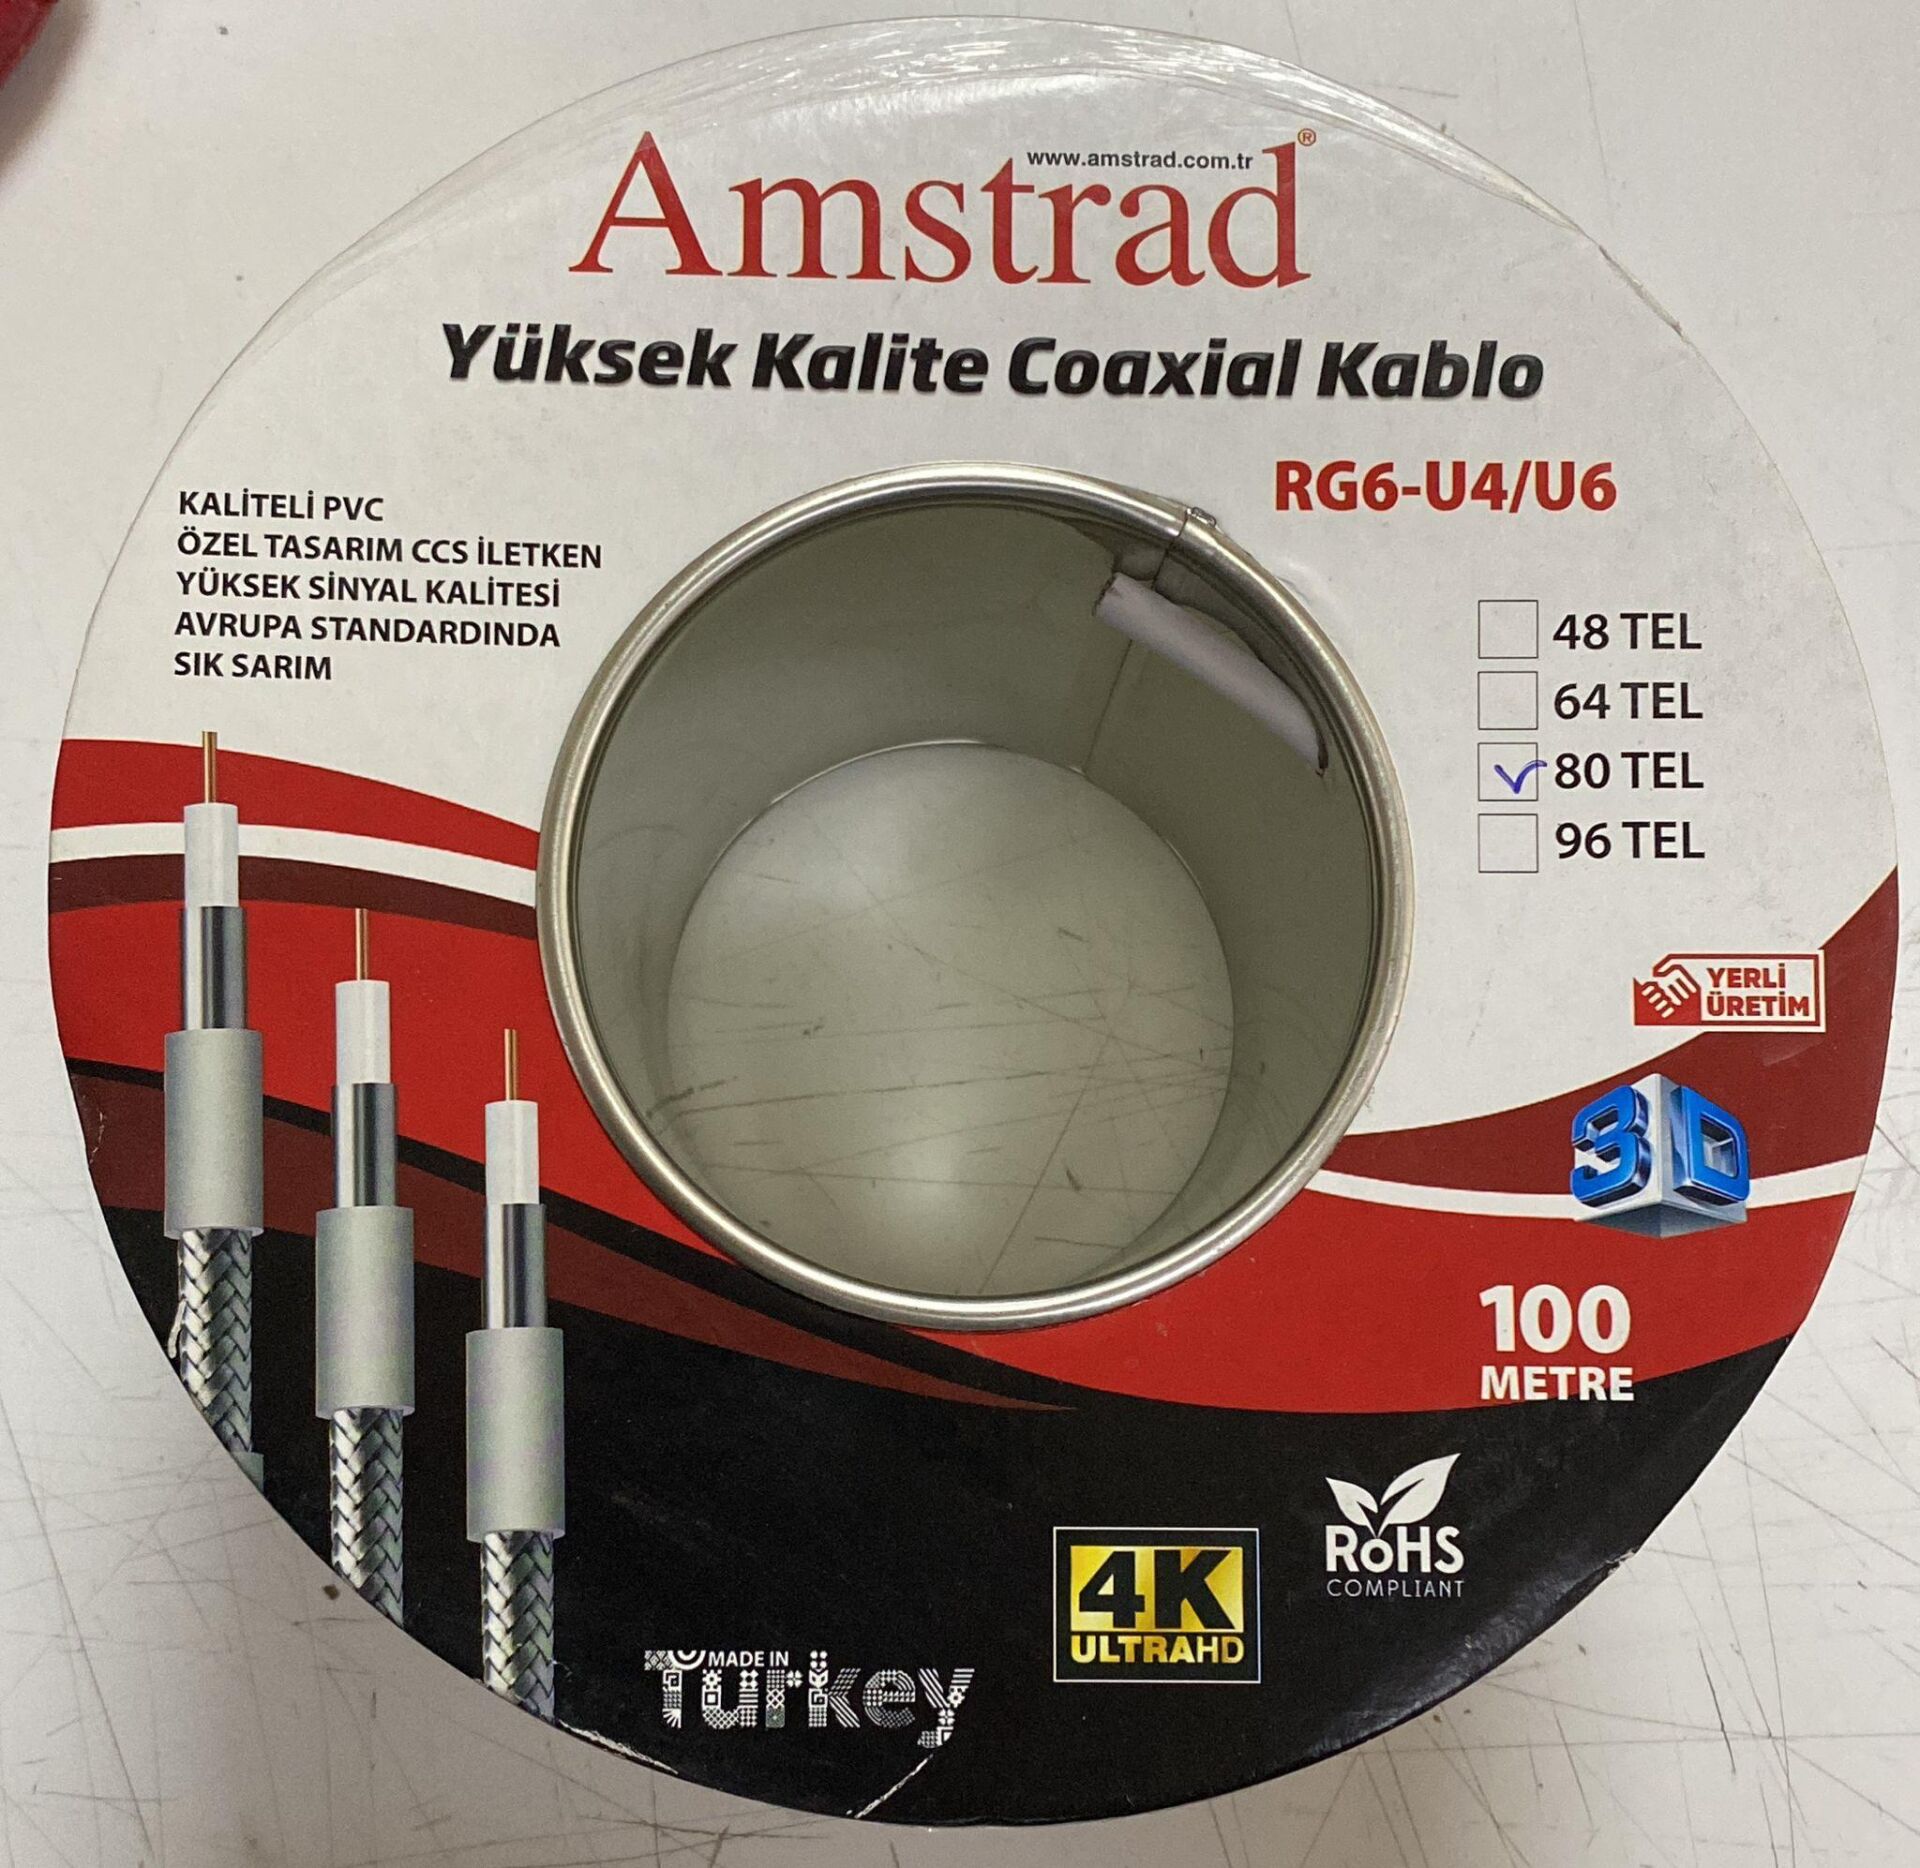 www.amstrad.com.tr
Amstrad®
Yüksek Kalite Coaxial Kablo
RG6-U4/U6
KALİTELİ PVC
ÖZEL TASARIM CCS İLETKEN
YÜKSEK SİNYAL KALİTESİ
AVRUPA STANDARDINDA
SIK SARIM
48 TEL
64 TEL
80 TEL
96 TEL
YERLİ
ÜRETİM
3D
100
METRE
RoHS
COMPLIANT
4K
ULTRAHD
MADE IN
Turkey